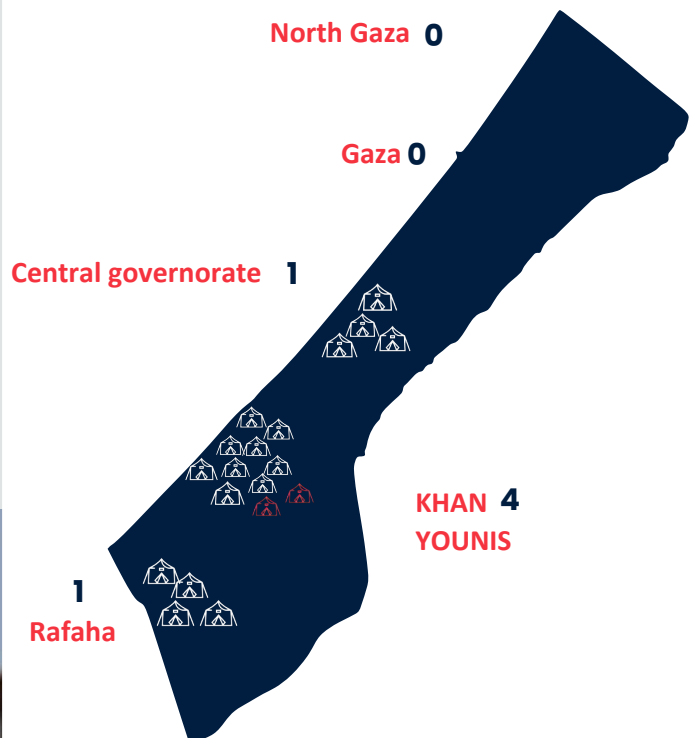 North Gaza 0
Gaza 0
Central governorate 1
KHAN 4
YOUNIS
1
Rafaha